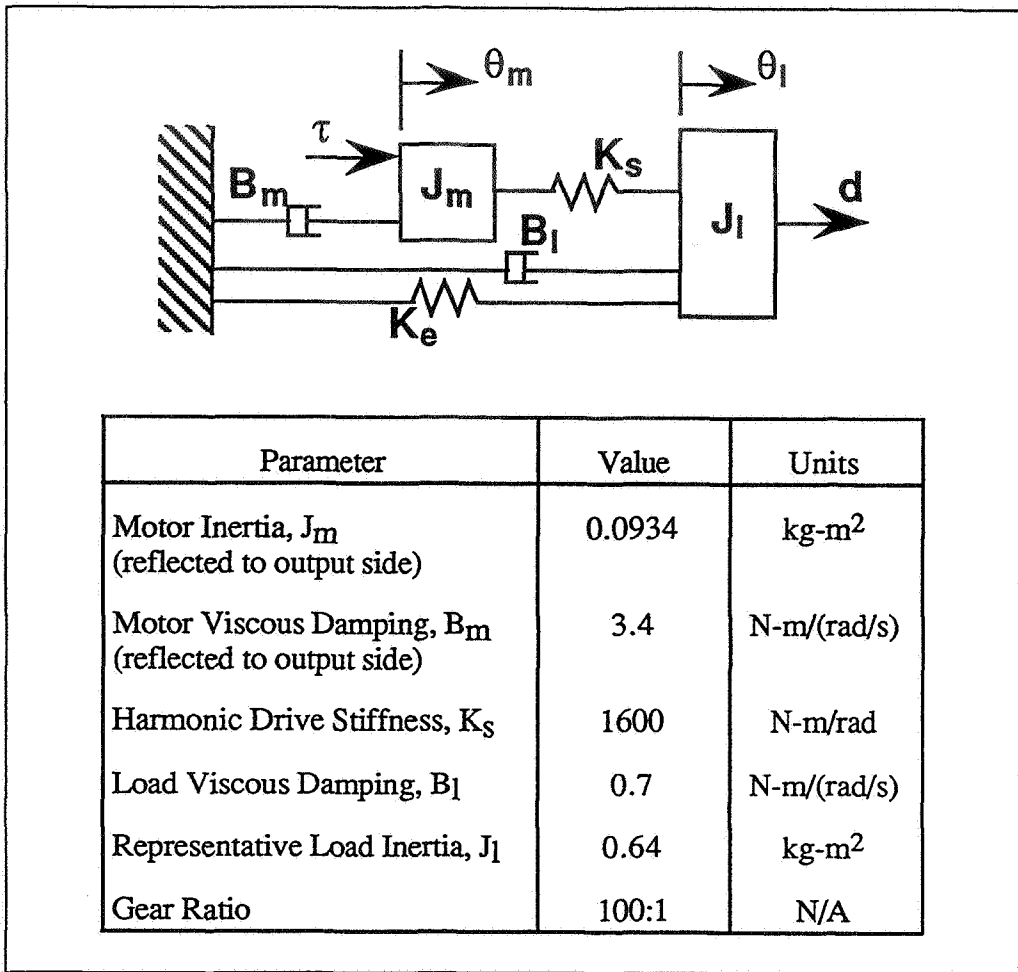 θm θl
τ Ks
Bm Jm d
Bl Jl
Ke
Parameter Value Units
Motor Inertia, Jm 0.0934 kg-m2
(reflected to output side)
Motor Viscous Damping, Bm 3.4 N-m/(rad/s)
(reflected to output side)
Harmonic Drive Stiffness, KS 1600 N-m/rad
Load Viscous Damping, Bl 0.7 N-m/(rad/s)
Representative Load Inertia, Jl 0.64 kg-m2
Gear Ratio 100:1 N/A